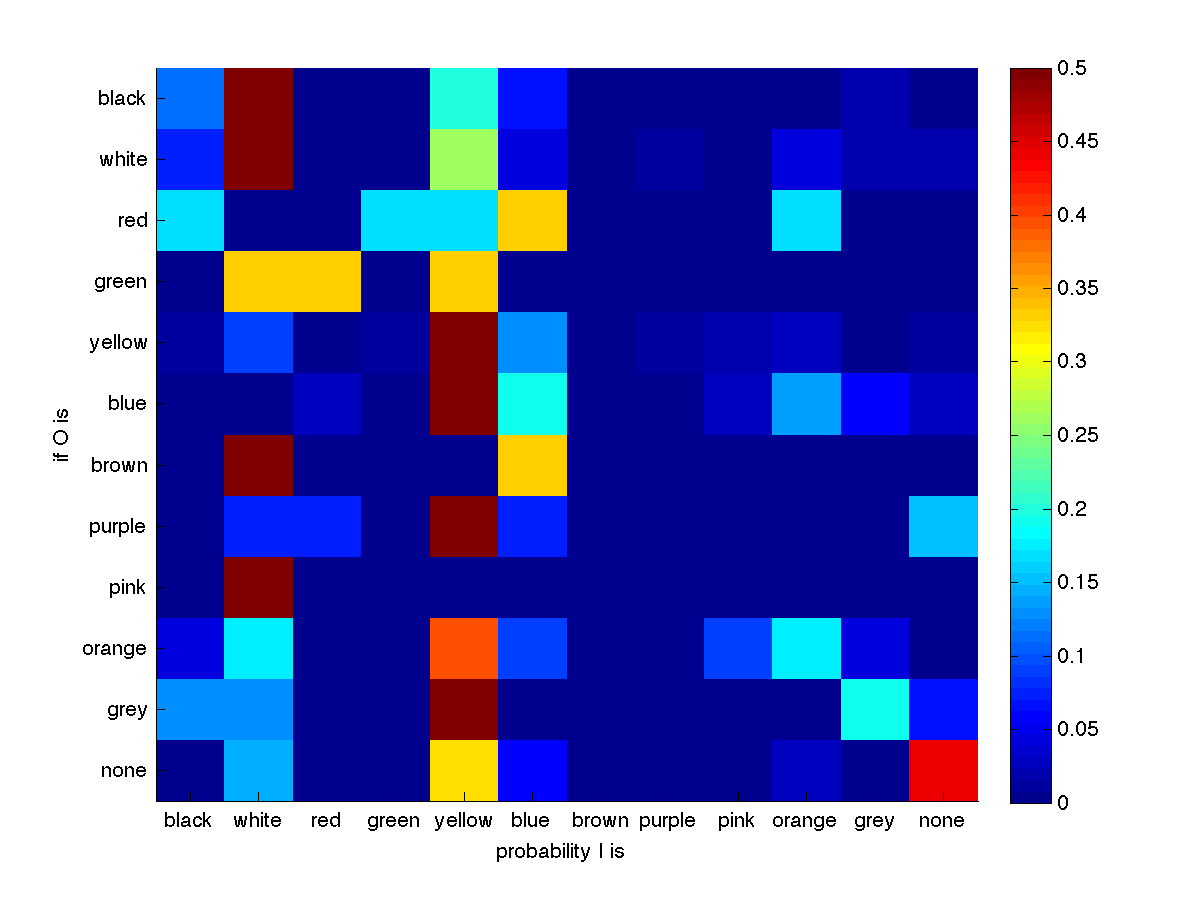 if O is
black
white
red
green
yellow
blue
brown
purple
pink
orange
grey
none
black white red green yellow blue brown purple pink orange grey none
probability I is
0.5
0.45
0.4
0.35
0.3
0.25
0.2
0.15
0.1
0.05
0